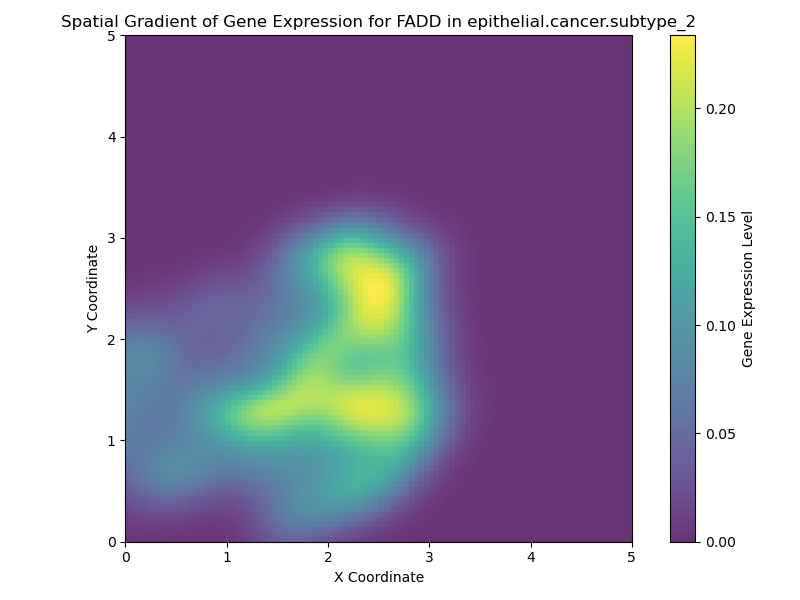 Spatial Gradient of Gene Expression for FADD in epithelial.cancer.subtype_2
5
4
3
2
1
0
Y Coordinate
0 1 2 3 4 5
X Coordinate
0.20
0.15
0.10
0.05
0.00
Gene Expression Level